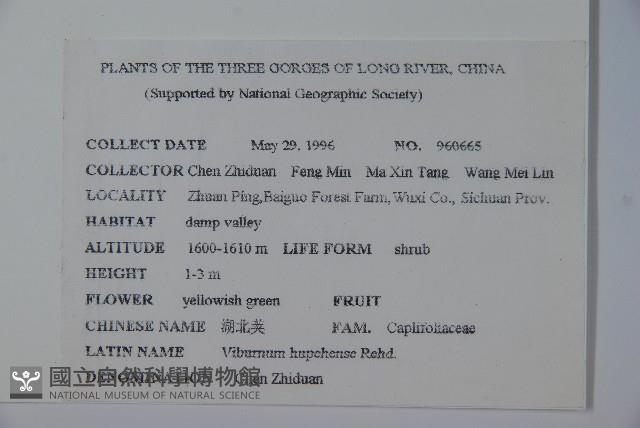 PLANTS OF THE THREE GORGES OF LONG RIVER, CHINA
(Supported by National Geographic Society)
COLLECT DATE May 29. 1996 NO. 960665
COLLECTOR Chen Zhiduan Feng Min Ma Xin Tang Wang Mei Lin
LOCALITY Zhuan Ping,Baiguo Forest Farm, Wuxi Co., Sichuan Prov.
HABITAT damp valley
ALTITUDE 1600-1610 m LIFE FORM shrub
HEIGHT 1-3 m
FLOWER yellowish green FRUIT
CHINESE NAME 湖北荚 FAM. Caplifoliaceae
LATIN NAME Viburnum hupehense Rehd.
Zhiduan
國立自然科學博物館
NATIONAL MUSEUM OF NATURAL SCIENCE